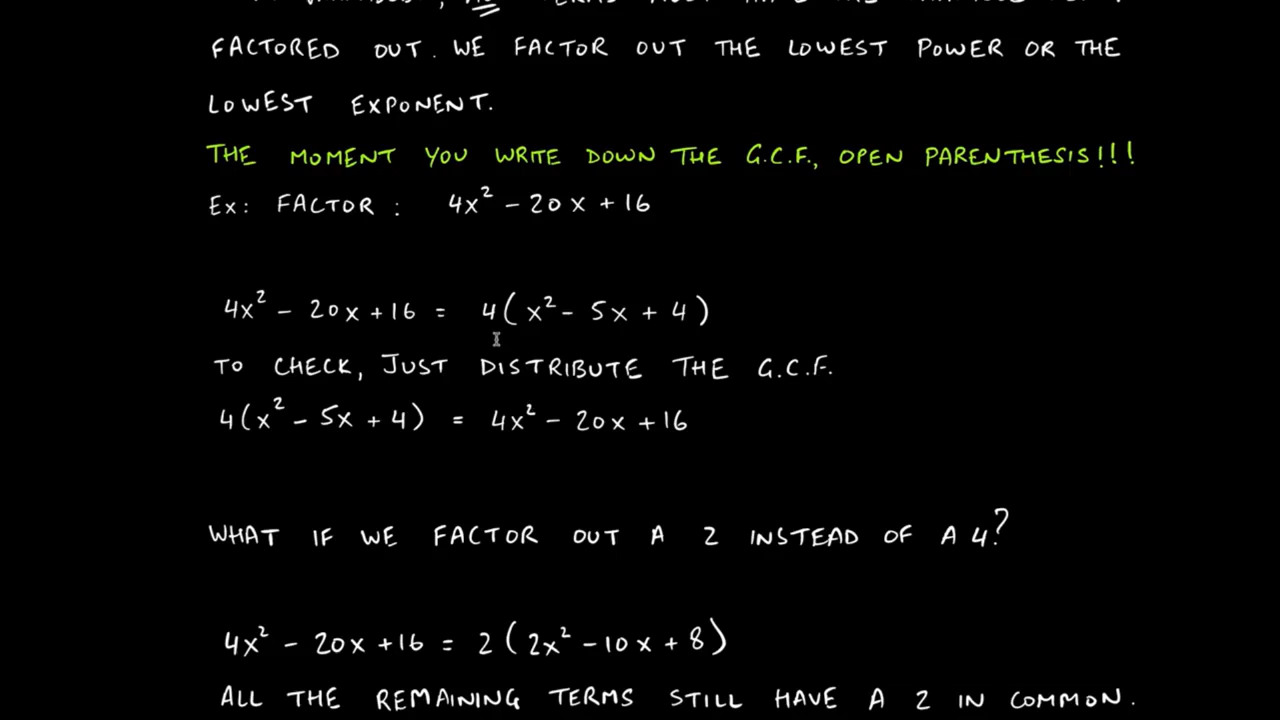 FACTORED OUT. WE FACTOR OUT THE LOWEST POWER OR THE
LOWEST EXPONENT.
THE MOMENT YOU WRITE DOWN THE G.C.F., OPEN PARENTHESIS!!!
EX: FACTOR: 4x² - 20x + 16
4x² - 20x + 16 = 4(x² - 5x + 4)
TO CHECK, JUST DISTRIBUTE THE G.C.F.
4(x² - 5x + 4) = 4x² - 20x + 16
WHAT IF WE FACTOR OUT A 2 INSTEAD OF A 4?
4x² - 20x + 16 = 2(2x² - 10x + 8)
ALL THE REMAINING TERMS STILL HAVE A 2 IN COMMON.